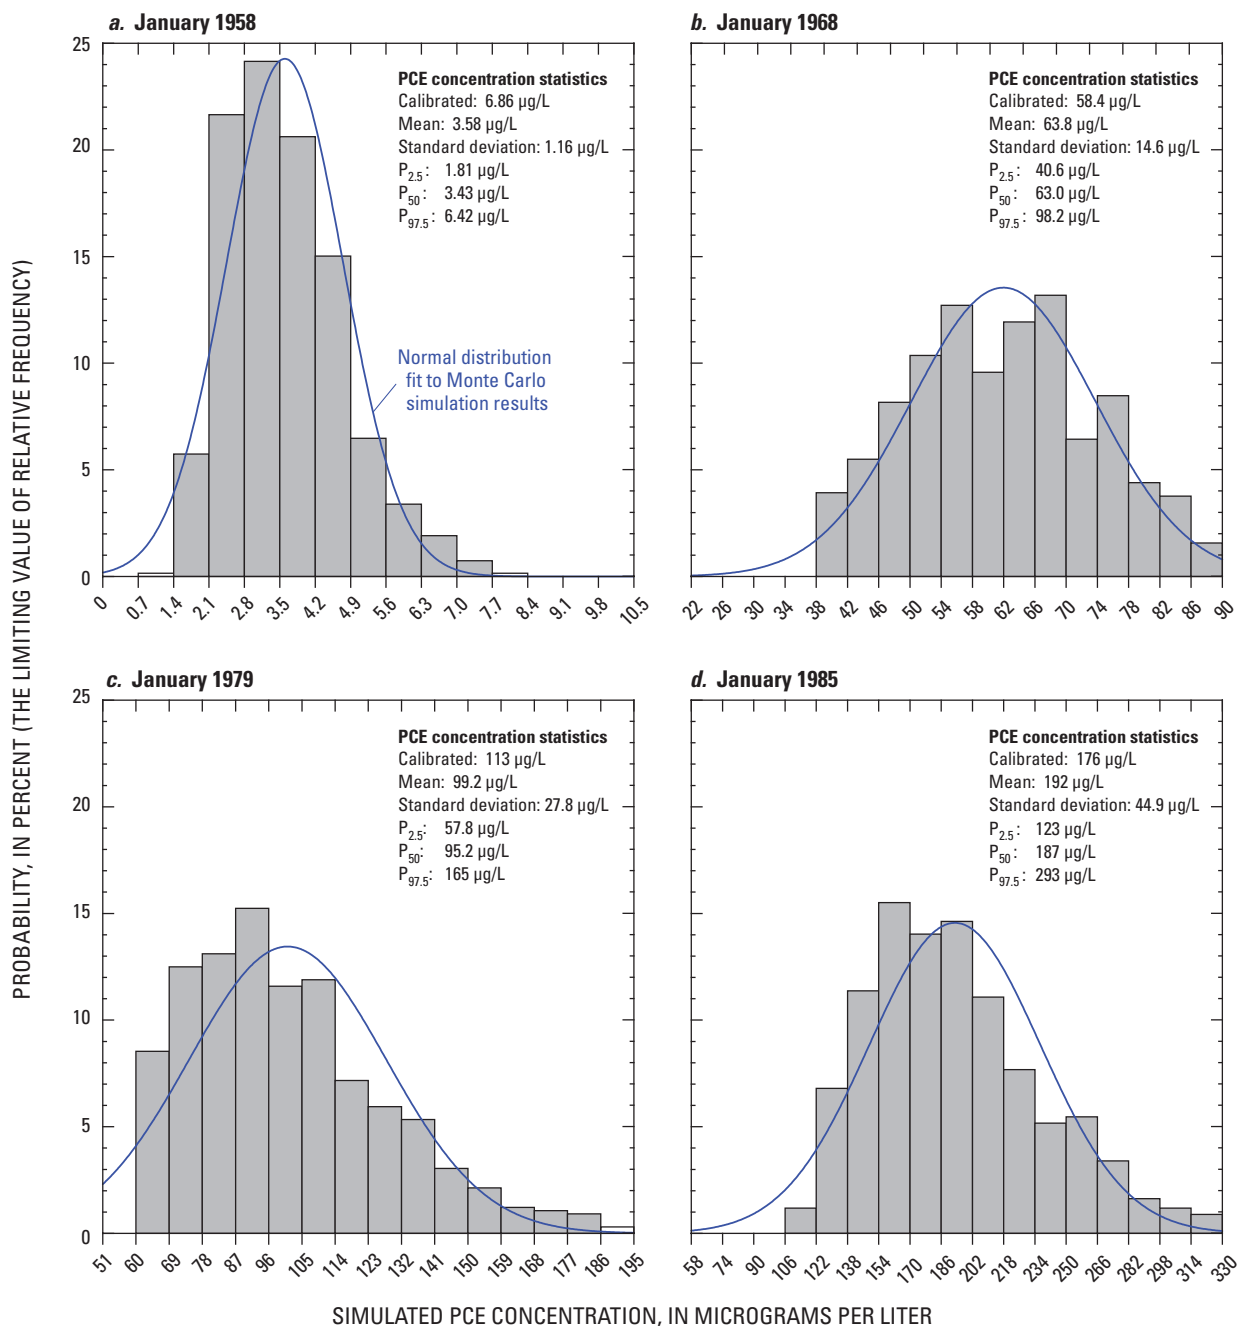 a. January 1958
25
20
15
10
5
0
PCE concentration statistics
Calibrated: 6.86 µg/L
Mean: 3.58 µg/L
Standard deviation: 1.16 µg/L
P2.5: 1.81 µg/L
P50: 3.43 µg/L
P97.5: 6.42 µg/L
Normal distribution
fit to Monte Carlo
simulation results
0 0.7 1.4 2.1 2.8 3.5 4.2 4.9 5.6 6.3 7.0 7.7 8.4 9.1 9.8 10.5
b. January 1968
PCE concentration statistics
Calibrated: 58.4 µg/L
Mean: 63.8 µg/L
Standard deviation: 14.6 µg/L
P2.5: 40.6 µg/L
P50: 63.0 µg/L
P97.5: 98.2 µg/L
22 26 30 34 38 42 46 50 54 58 62 66 70 74 78 82 86 90
c. January 1979
25
20
15
10
5
0
PCE concentration statistics
Calibrated: 113 µg/L
Mean: 99.2 µg/L
Standard deviation: 27.8 µg/L
P2.5: 57.8 µg/L
P50: 95.2 µg/L
P97.5: 165 µg/L
51 60 69 78 87 96 105 114 123 132 141 150 159 168 177 186 195
d. January 1985
PCE concentration statistics
Calibrated: 176 µg/L
Mean: 192 µg/L
Standard deviation: 44.9 µg/L
P2.5: 123 µg/L
P50: 187 µg/L
P97.5: 293 µg/L
58 74 90 106 122 138 154 170 186 202 218 234 250 266 282 298 314 330
PROBABILITY, IN PERCENT (THE LIMITING VALUE OF RELATIVE FREQUENCY)
SIMULATED PCE CONCENTRATION, IN MICROGRAMS PER LITER